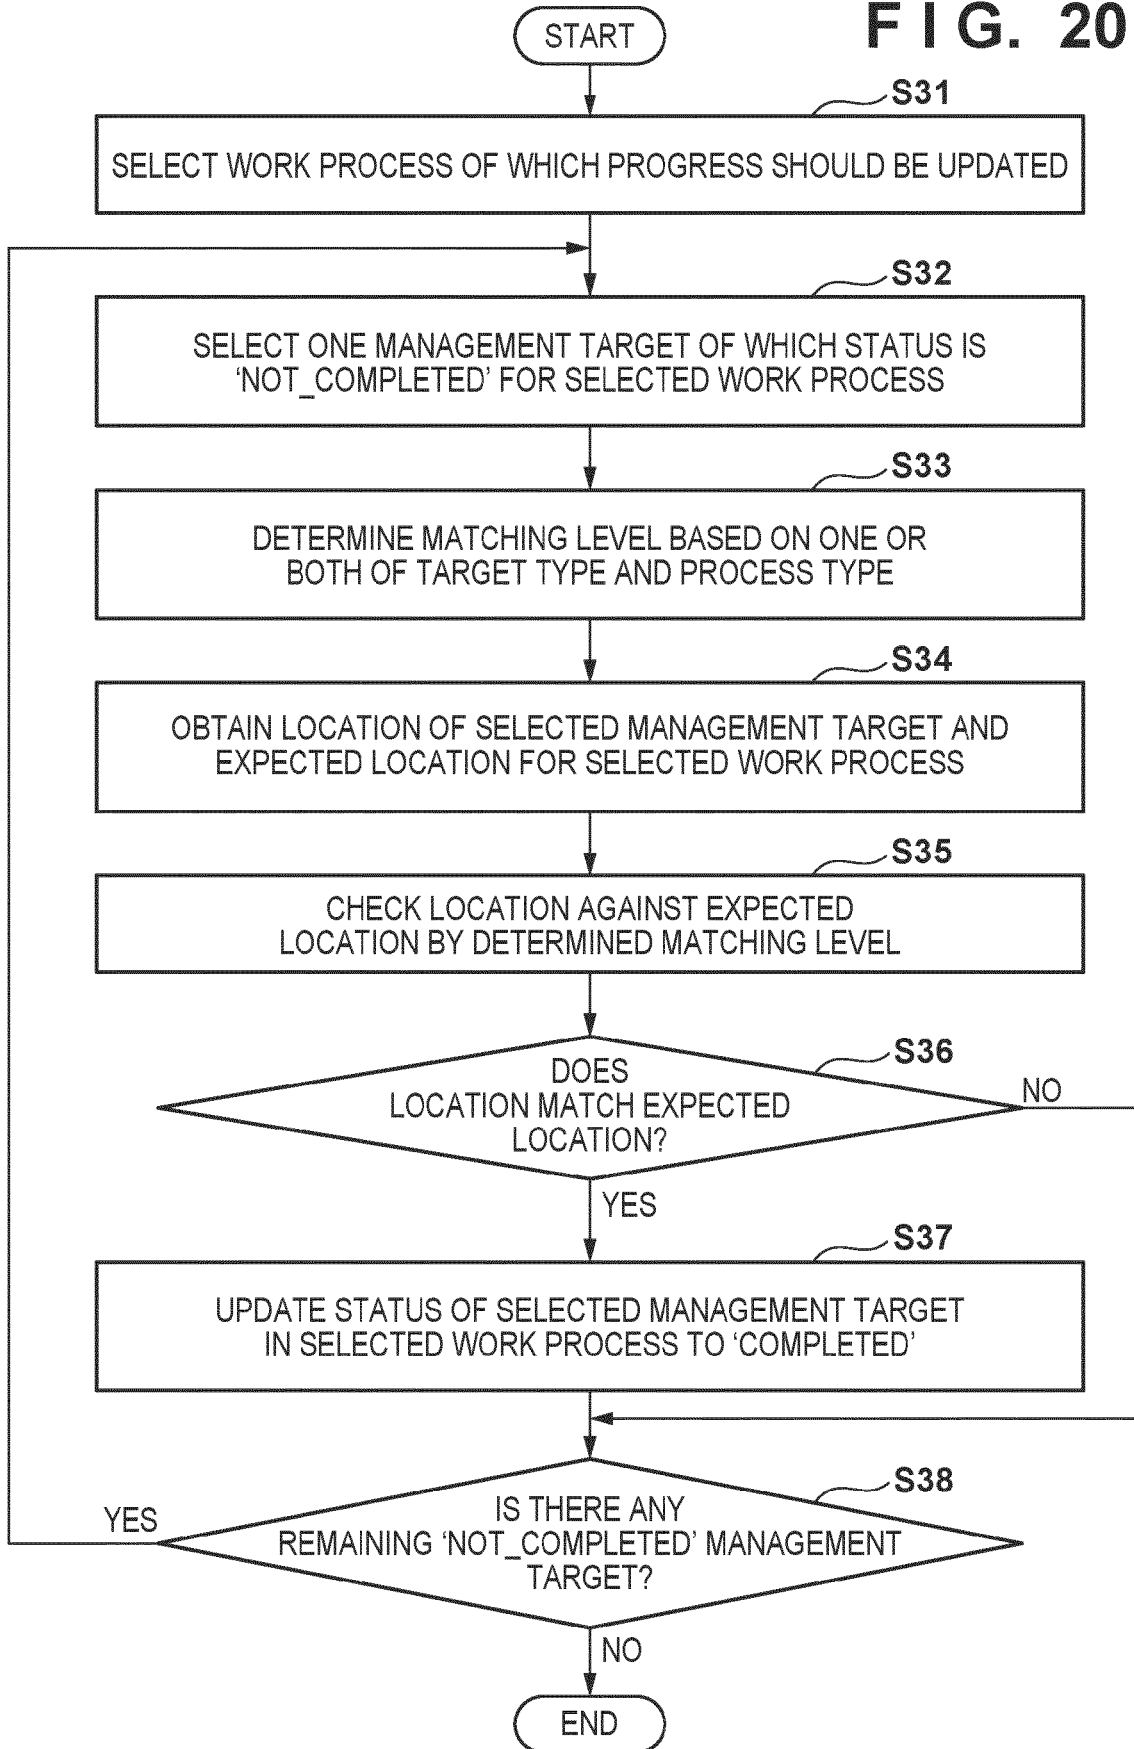 FIG. 20
START
S31
SELECT WORK PROCESS OF WHICH PROGRESS SHOULD BE UPDATED
S32
SELECT ONE MANAGEMENT TARGET OF WHICH STATUS IS
‘NOT_COMPLETED’ FOR SELECTED WORK PROCESS
S33
DETERMINE MATCHING LEVEL BASED ON ONE OR
BOTH OF TARGET TYPE AND PROCESS TYPE
S34
OBTAIN LOCATION OF SELECTED MANAGEMENT TARGET AND
EXPECTED LOCATION FOR SELECTED WORK PROCESS
S35
CHECK LOCATION AGAINST EXPECTED
LOCATION BY DETERMINED MATCHING LEVEL
S36
DOES
LOCATION MATCH EXPECTED
LOCATION?
NO
YES
S37
UPDATE STATUS OF SELECTED MANAGEMENT TARGET
IN SELECTED WORK PROCESS TO ‘COMPLETED’
S38
IS THERE ANY
REMAINING ‘NOT_COMPLETED’ MANAGEMENT
TARGET?
YES
NO
END